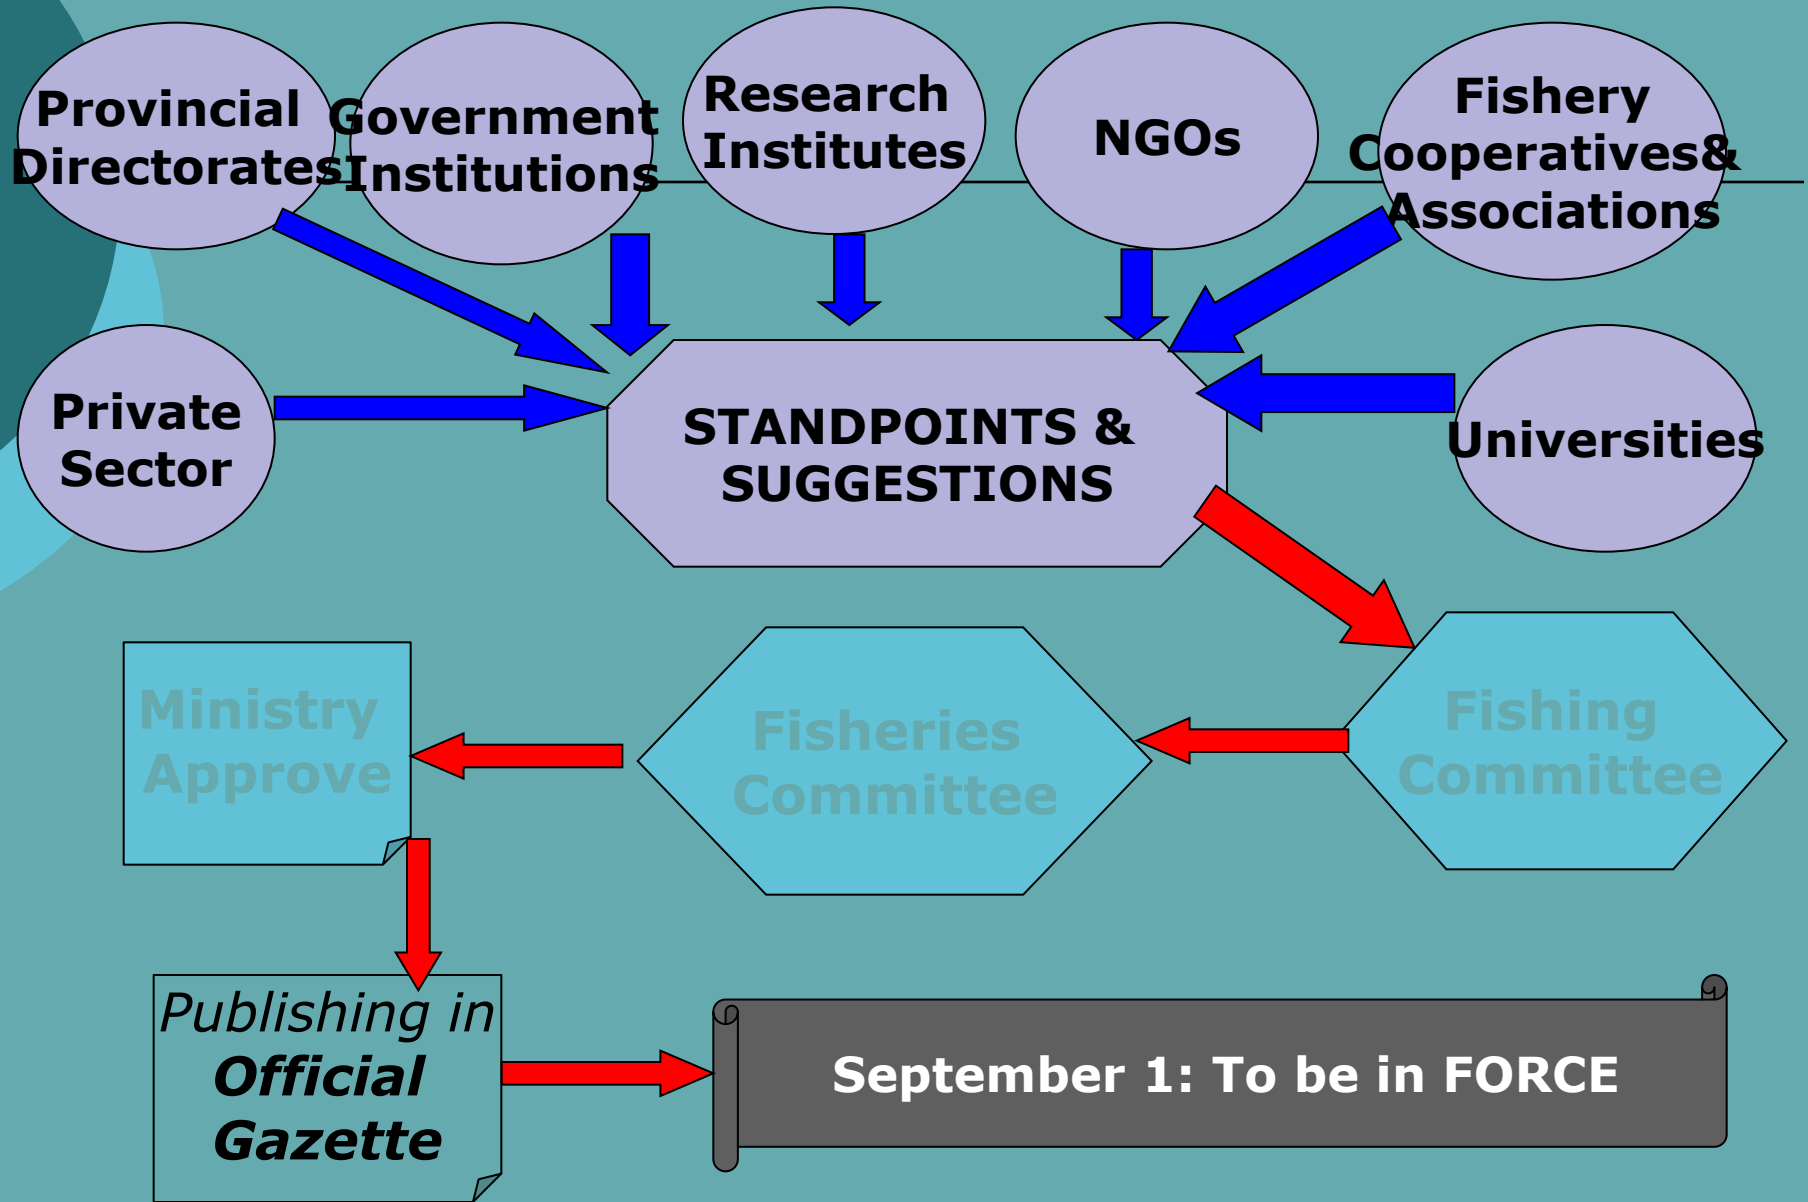 Provincial
Directorates
Government
Institutions
Research
Institutes
NGOs
Fishery
Cooperatives&
Associations
Private
Sector
STANDPOINTS &
SUGGESTIONS
Universities
Ministry
Approve
Fisheries
Committee
Fishing
Committee
Publishing in
Official
Gazette
September 1: To be in FORCE